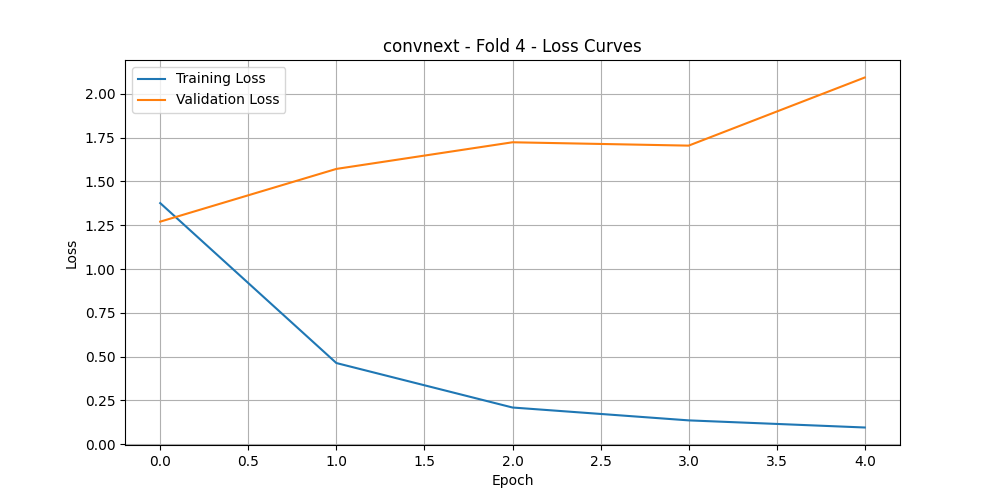 convnext - Fold 4 - Loss Curves
Training Loss
Validation Loss
2.00
1.75
1.50
1.25
1.00
0.75
0.50
0.25
0.00
Loss
0.0 0.5 1.0 1.5 2.0 2.5 3.0 3.5 4.0
Epoch